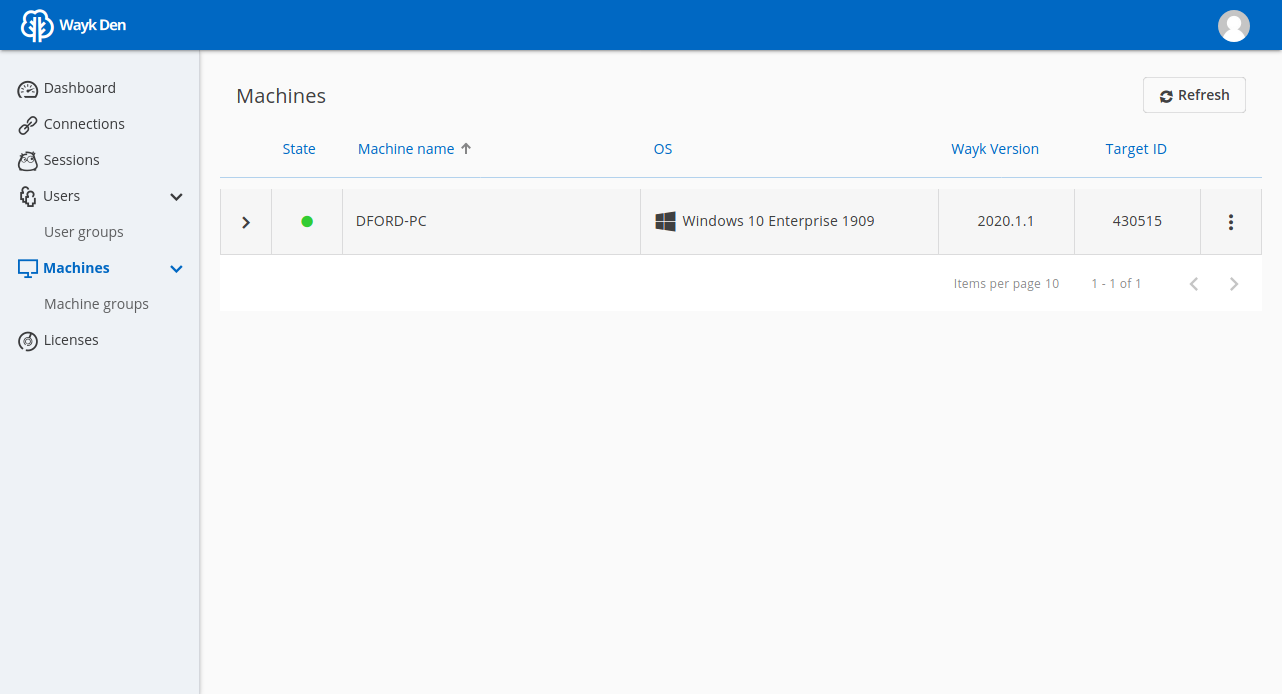 Wayk Den
Dashboard
Connections
Sessions
Users
User groups
Machines
Machine groups
Licenses
Machines
Refresh
State Machine name OS Wayk Version Target ID
DFORD-PC Windows 10 Enterprise 1909 2020.1.1 430515
Items per page 10 1 - 1 of 1